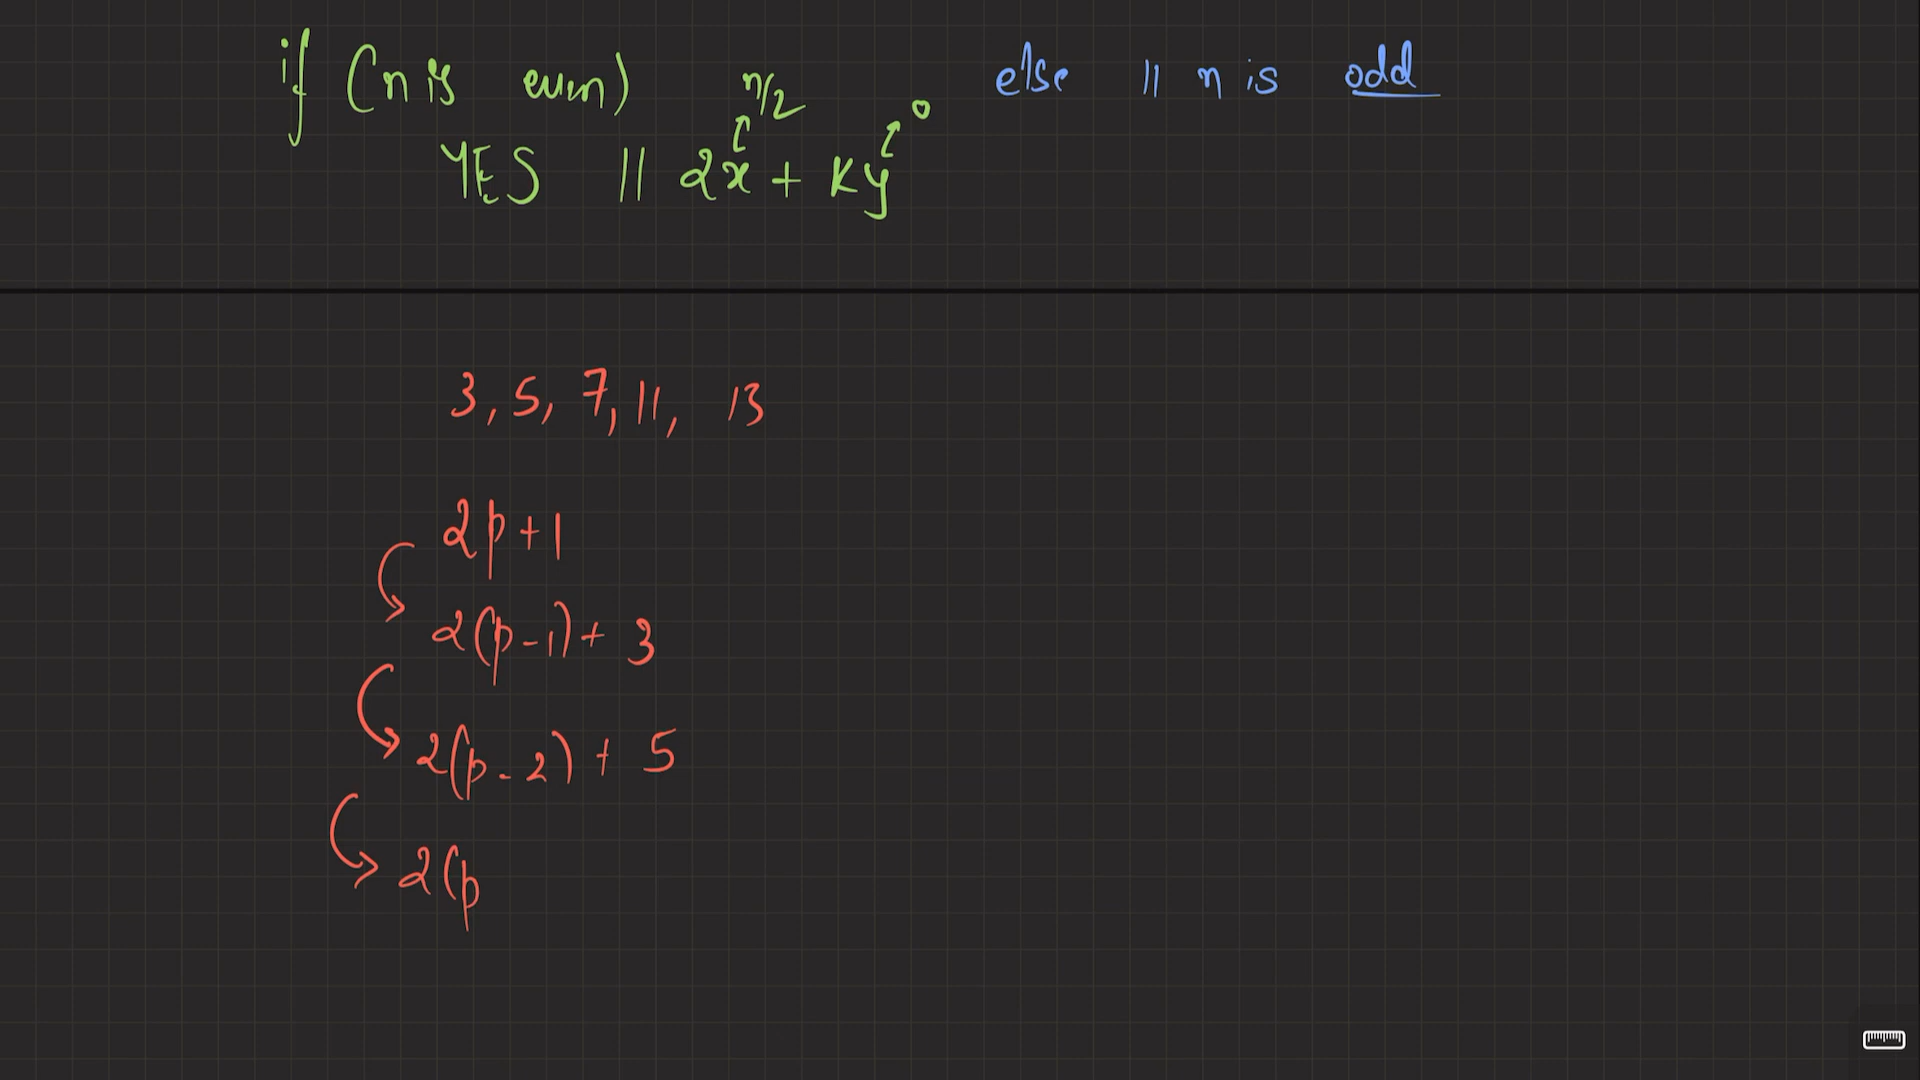 if (n is even)
n/2
0
YES // 2x + Ky
else // n is odd
3, 5, 7, 11, 13
2p+1
2(p-1)+ 3
2(p-2) + 5
2(p